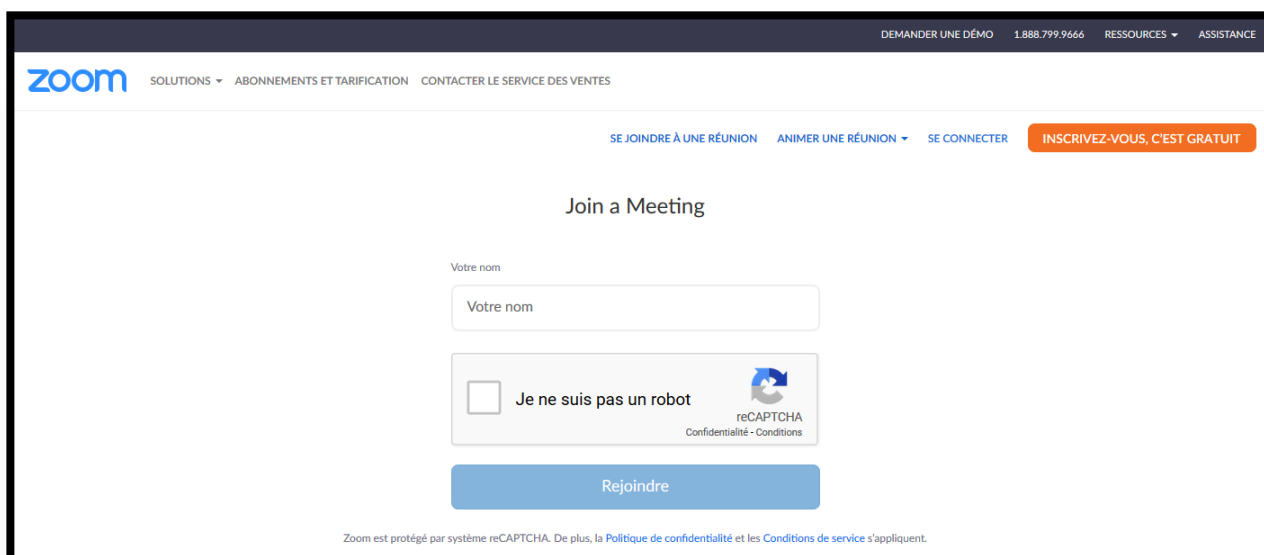 DEMANDER UNE DÉMO 1.888.799.9666 RESSOURCES ASSISTANCE
zoom SOLUTIONS ABONNEMENTS ET TARIFICATION CONTACTER LE SERVICE DES VENTES
SE JOINDRE À UNE RÉUNION ANIMER UNE RÉUNION SE CONNECTER INSCRIVEZ-VOUS, C'EST GRATUIT
Join a Meeting
Votre nom
Votre nom
Je ne suis pas un robot
reCAPTCHA
Confidentialité - Conditions
Rejoindre
Zoom est protégé par système reCAPTCHA. De plus, la Politique de confidentialité et les Conditions de service s'appliquent.